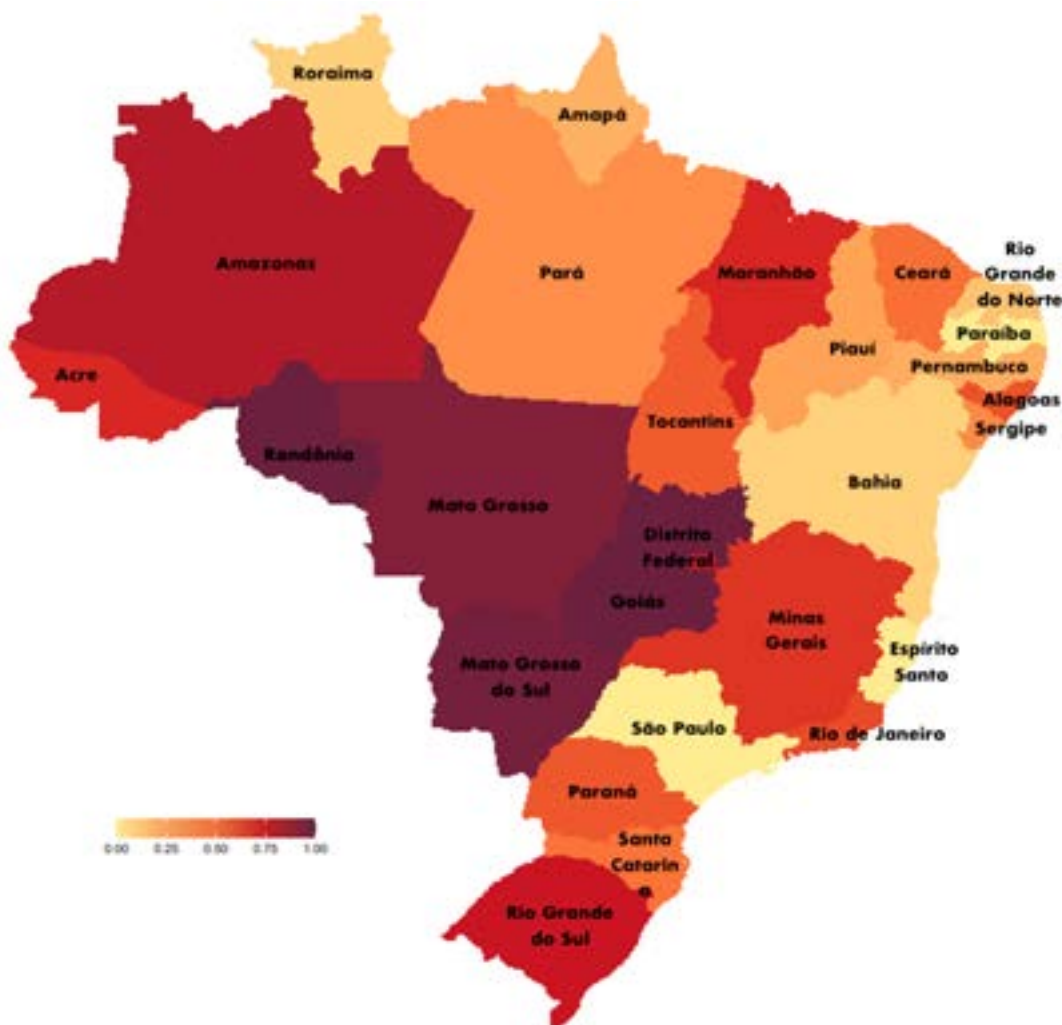 Roraima
Amapá
Amazonas
Pará
Maranhão
Ceará
Rio
Grande
do Norte
Paraíba
Piauí
Pernambuco
Acre
Alagoas
Tocantins
Sergipe
Rondônia
Bahia
Mato Grosso
Distrito
Federal
Goiás
Minas
Gerais
Espírito
Santo
Mato Grosso
do Sul
São Paulo
Rio de Janeiro
Paraná
Santa
Catarin
a
0.00 0.25 0.50 0.75 1.00
Rio Grande
do Sul